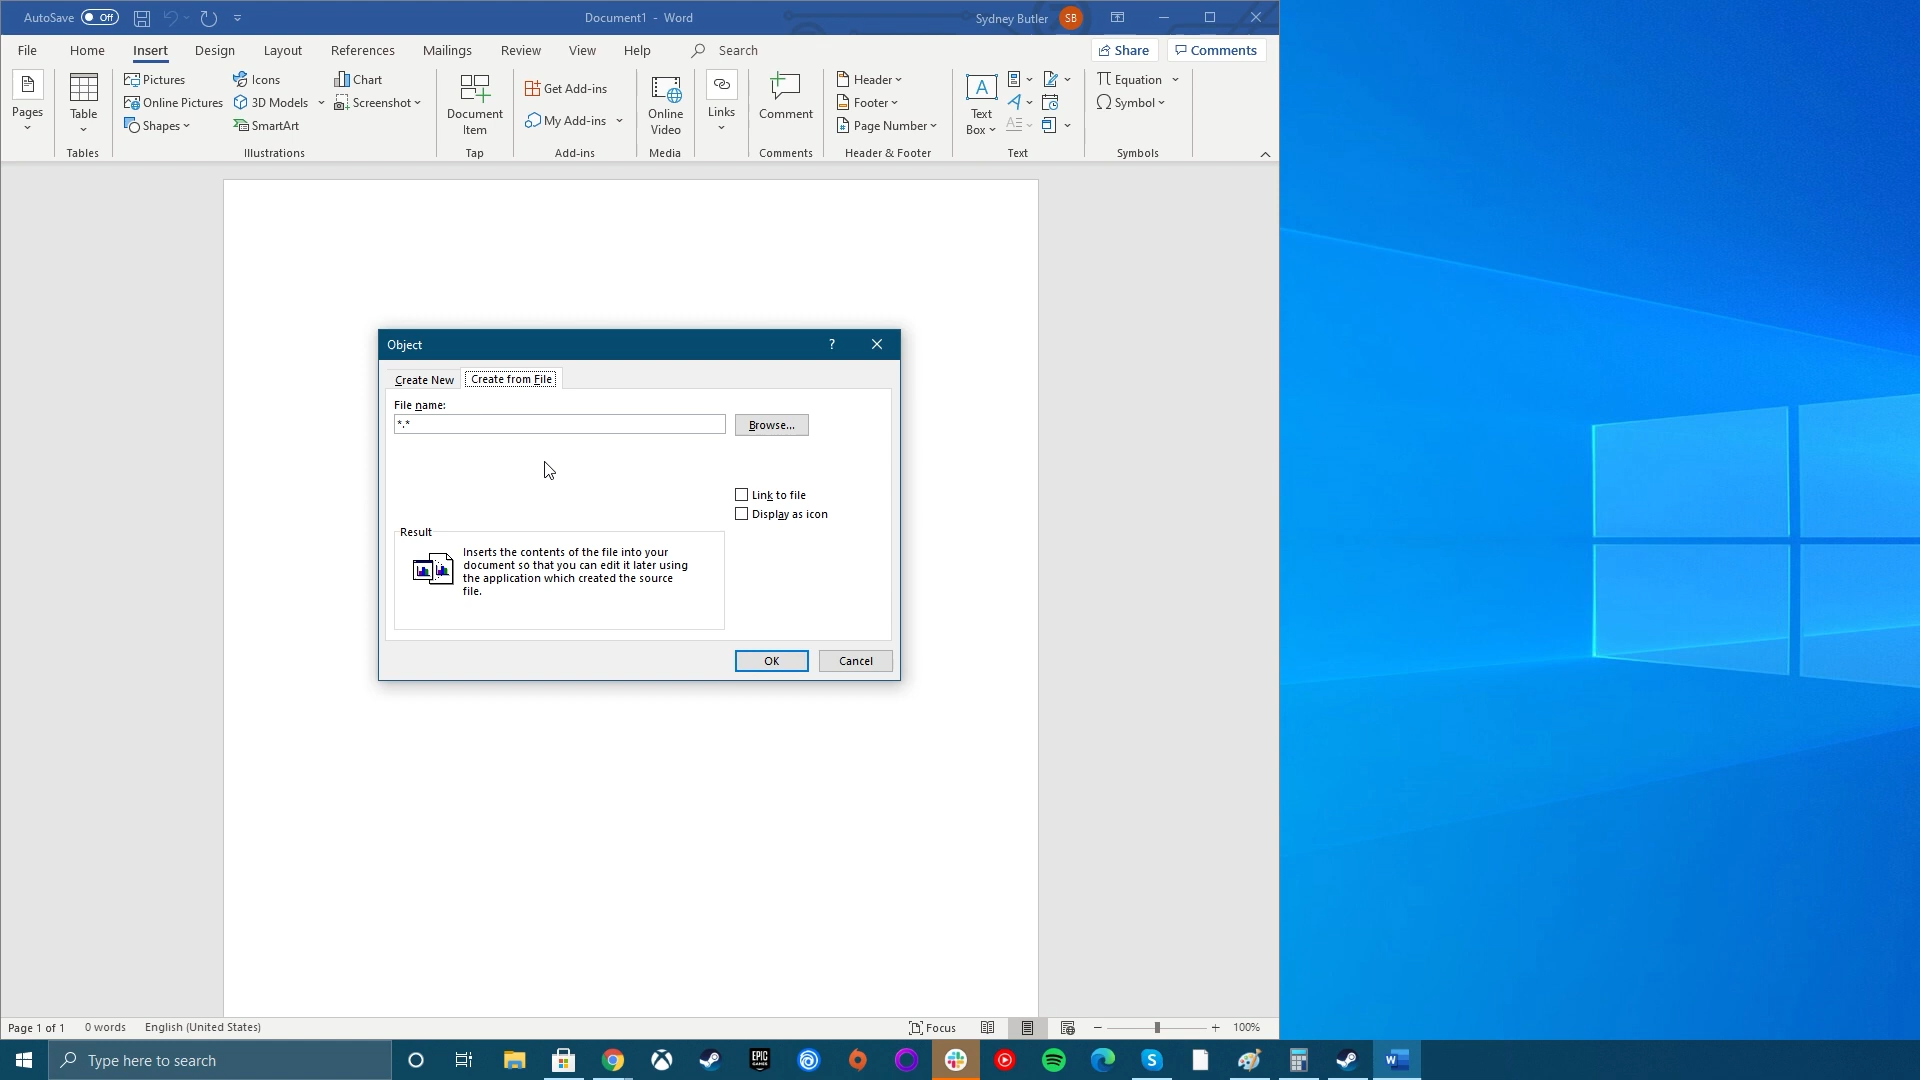 AutoSave Off Document1 - Word Sydney Butler SB
File Home Insert Design Layout References Mailings Review View Help Search Share Comments
Pages
Table
Tables
Pictures
Online Pictures
Shapes
Icons
3D Models
SmartArt
Chart
Screenshot
Illustrations
Document
Item
Tap
Get Add-ins
My Add-ins
Add-ins
Online
Video
Media
Links
Comment
Comments
Header
Footer
Page Number
Header & Footer
A
Text
Box
Text
Equation
Symbol
Symbols
Object ?
Create New Create from File
File name:
*.*
Browse...
Link to file
Display as icon
Result
Inserts the contents of the file into your
document so that you can edit it later using
the application which created the source
file.
OK Cancel
Page 1 of 1 0 words English (United States) Focus 100%
Type here to search
EPIC
GAMES
S
W